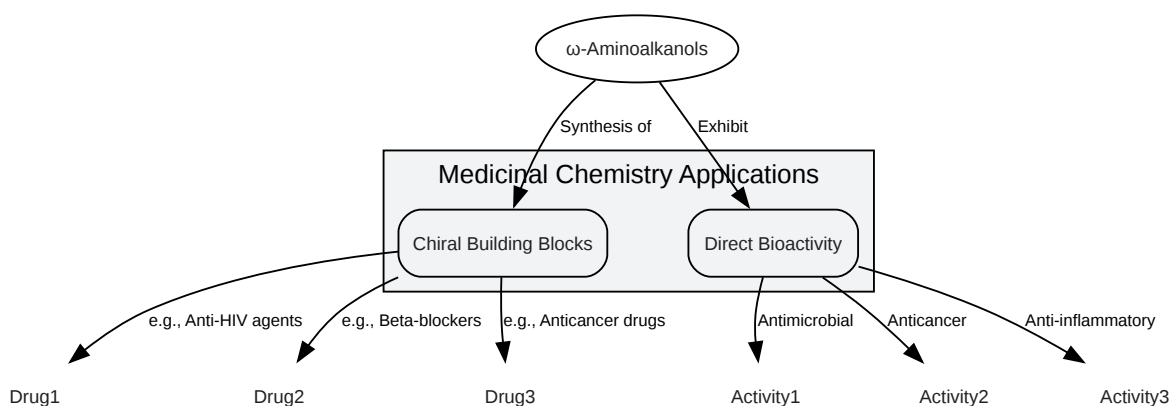 ω-Aminoalkanols
Synthesis of
Exhibit
Medicinal Chemistry Applications
Chiral Building Blocks
Direct Bioactivity
e.g., Anti-HIV agents
e.g., Beta-blockers
e.g., Anticancer drugs
Antimicrobial
Anticancer
Anti-inflammatory
Drug1
Drug2
Drug3
Activity1
Activity2
Activity3